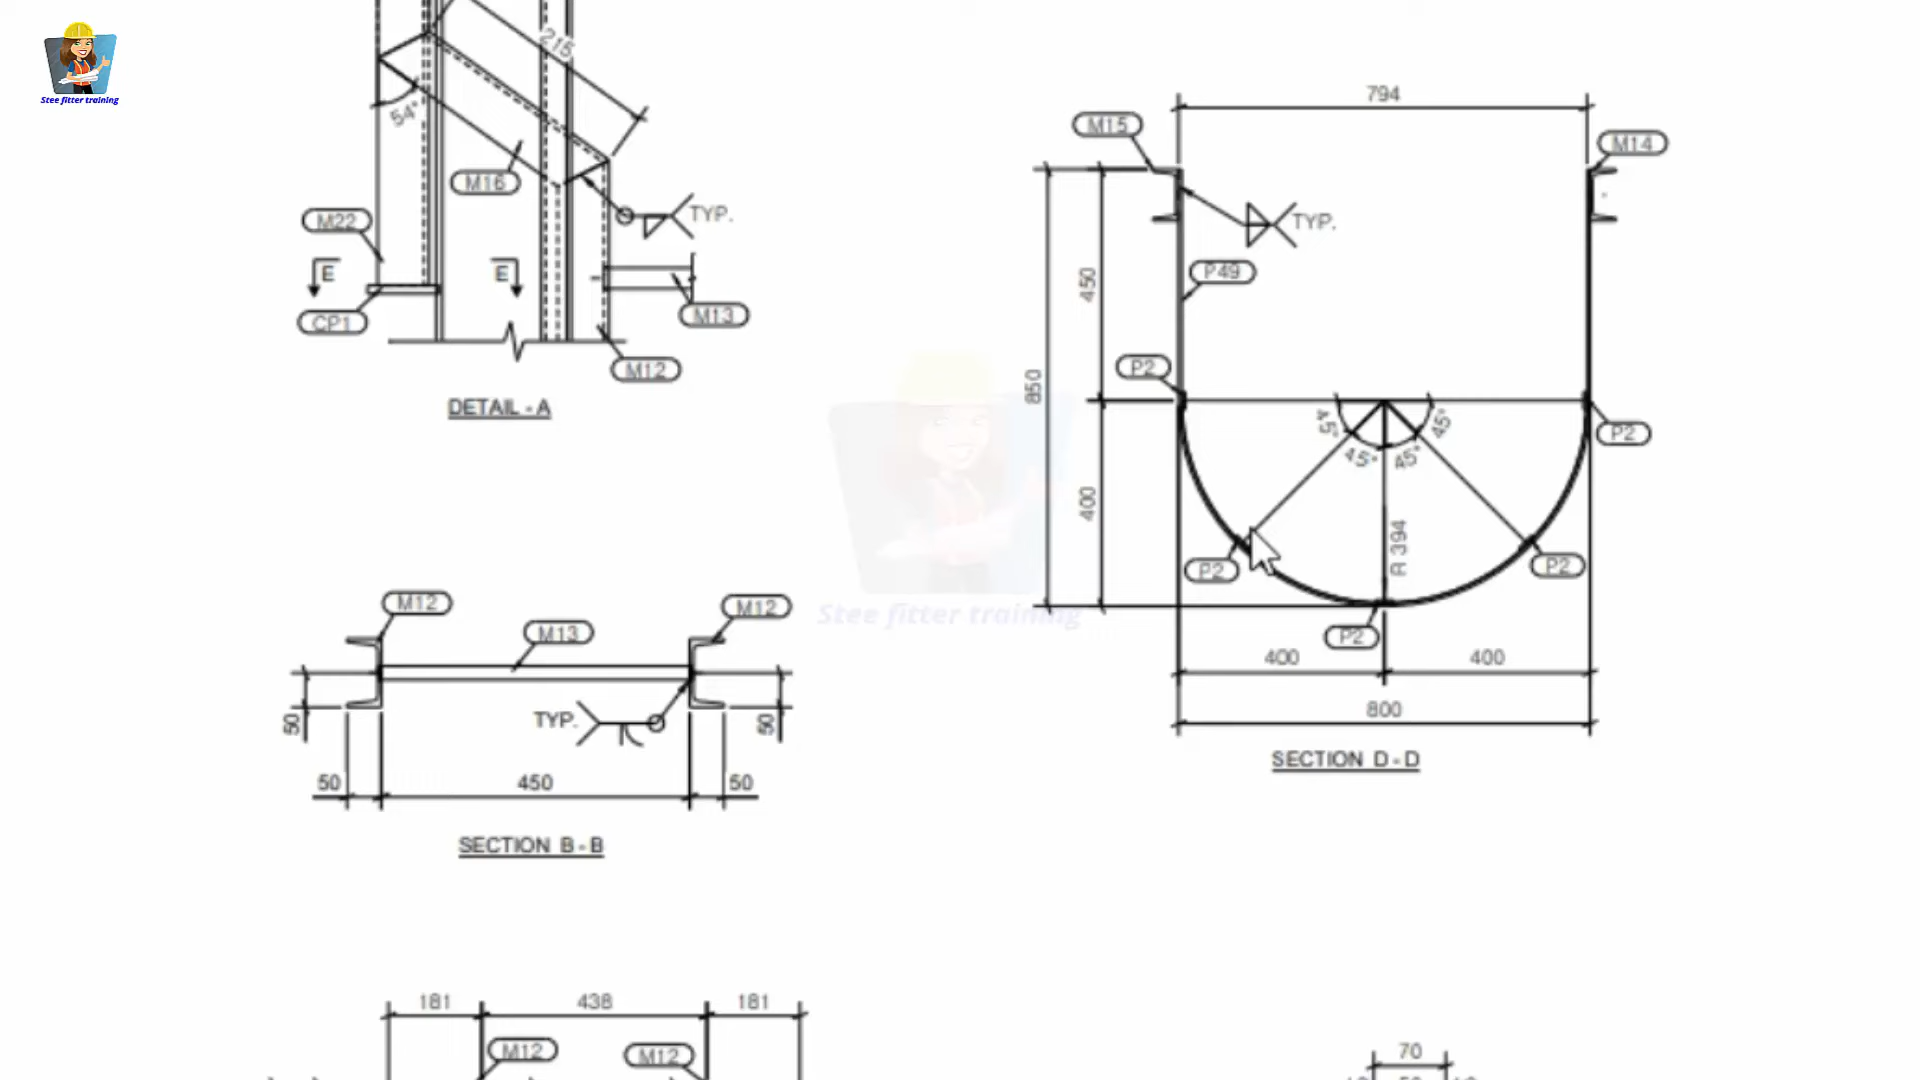 Stee fitter training
215
54°
M16
TYP.
M22
E
E
CP1
M13
M12
DETAIL - A
794
M15
M14
TYP.
P49
450
850
P2
P2
45°
45°
45°
45°
400
R 394
P2
P2
P2
400
400
800
SECTION D - D
Stee fitter training
M12
M12
M13
TYP.
50
50
50
450
50
SECTION B - B
181
438
181
M12
M12
70